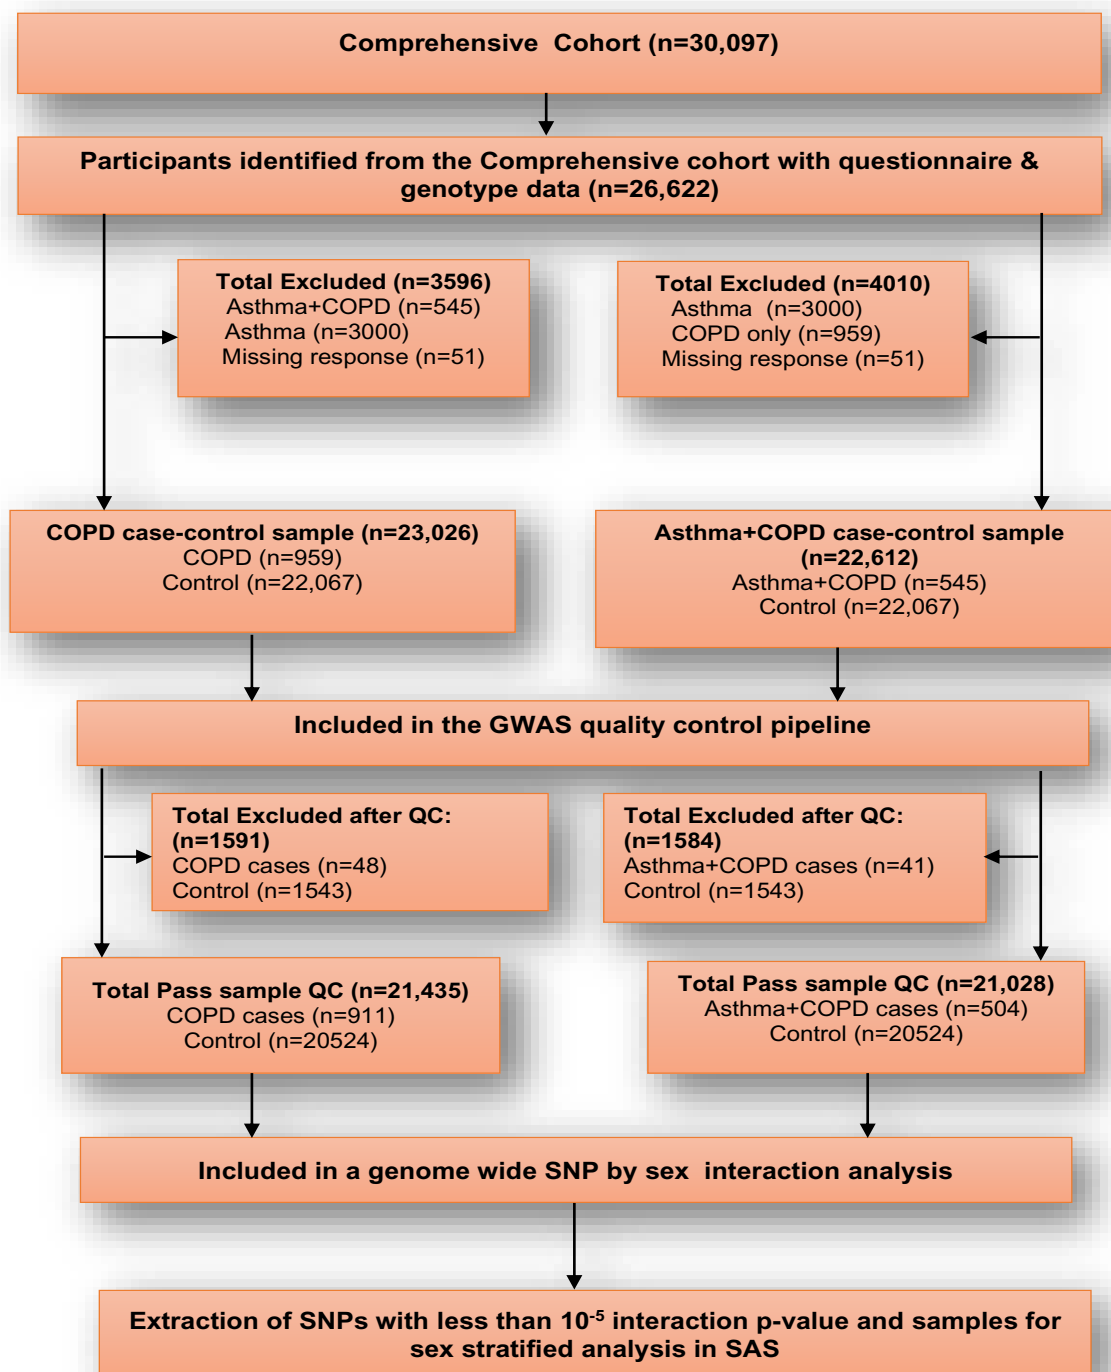 Comprehensive Cohort (n=30,097)
Participants identified from the Comprehensive cohort with questionnaire &
genotype data (n=26,622)
Total Excluded (n=3596)
Asthma+COPD (n=545)
Asthma (n=3000)
Missing response (n=51)
Total Excluded (n=4010)
Asthma (n=3000)
COPD only (n=959)
Missing response (n=51)
COPD case-control sample (n=23,026)
COPD (n=959)
Control (n=22,067)
Asthma+COPD case-control sample
(n=22,612)
Asthma+COPD (n=545)
Control (n=22,067)
Included in the GWAS quality control pipeline
Total Excluded after QC:
(n=1591)
COPD cases (n=48)
Control (n=1543)
Total Excluded after QC:
(n=1584)
Asthma+COPD cases (n=41)
Control (n=1543)
Total Pass sample QC (n=21,435)
COPD cases (n=911)
Control (n=20524)
Total Pass sample QC (n=21,028)
Asthma+COPD cases (n=504)
Control (n=20524)
Included in a genome wide SNP by sex interaction analysis
Extraction of SNPs with less than 10⁻⁵ interaction p-value and samples for
sex stratified analysis in SAS